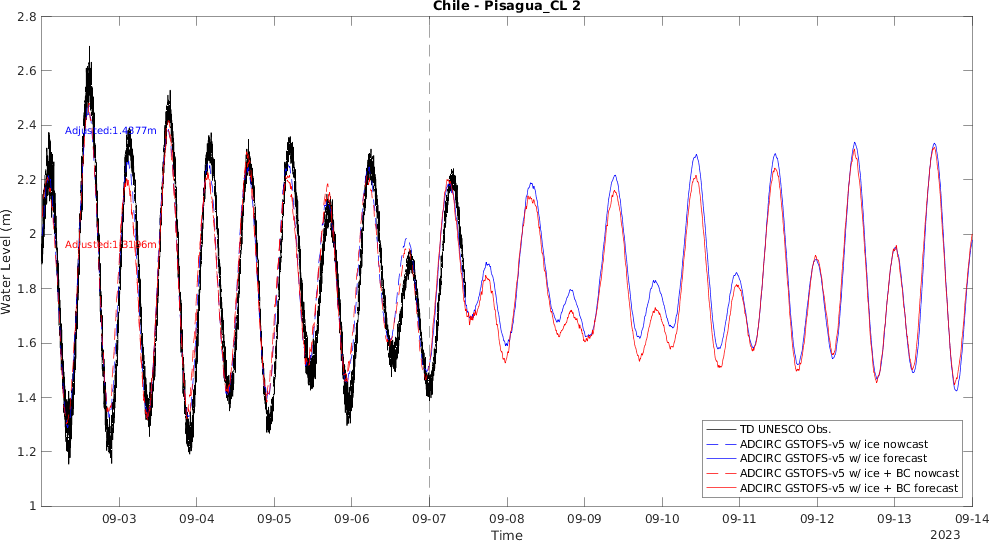 Chile - Pisagua_CL 2
2.8
2.6
2.4
2.2
2
1.8
1.6
1.4
1.2
1
Water Level (m)
Adjusted:1.4377m
Adjusted:1.3196m
TD UNESCO Obs.
ADCIRC GSTOFS-v5 w/ ice nowcast
ADCIRC GSTOFS-v5 w/ ice forecast
ADCIRC GSTOFS-v5 w/ ice + BC nowcast
ADCIRC GSTOFS-v5 w/ ice + BC forecast
09-03 09-04 09-05 09-06 09-07 09-08 09-09 09-10 09-11 09-12 09-13 09-14
Time
2023